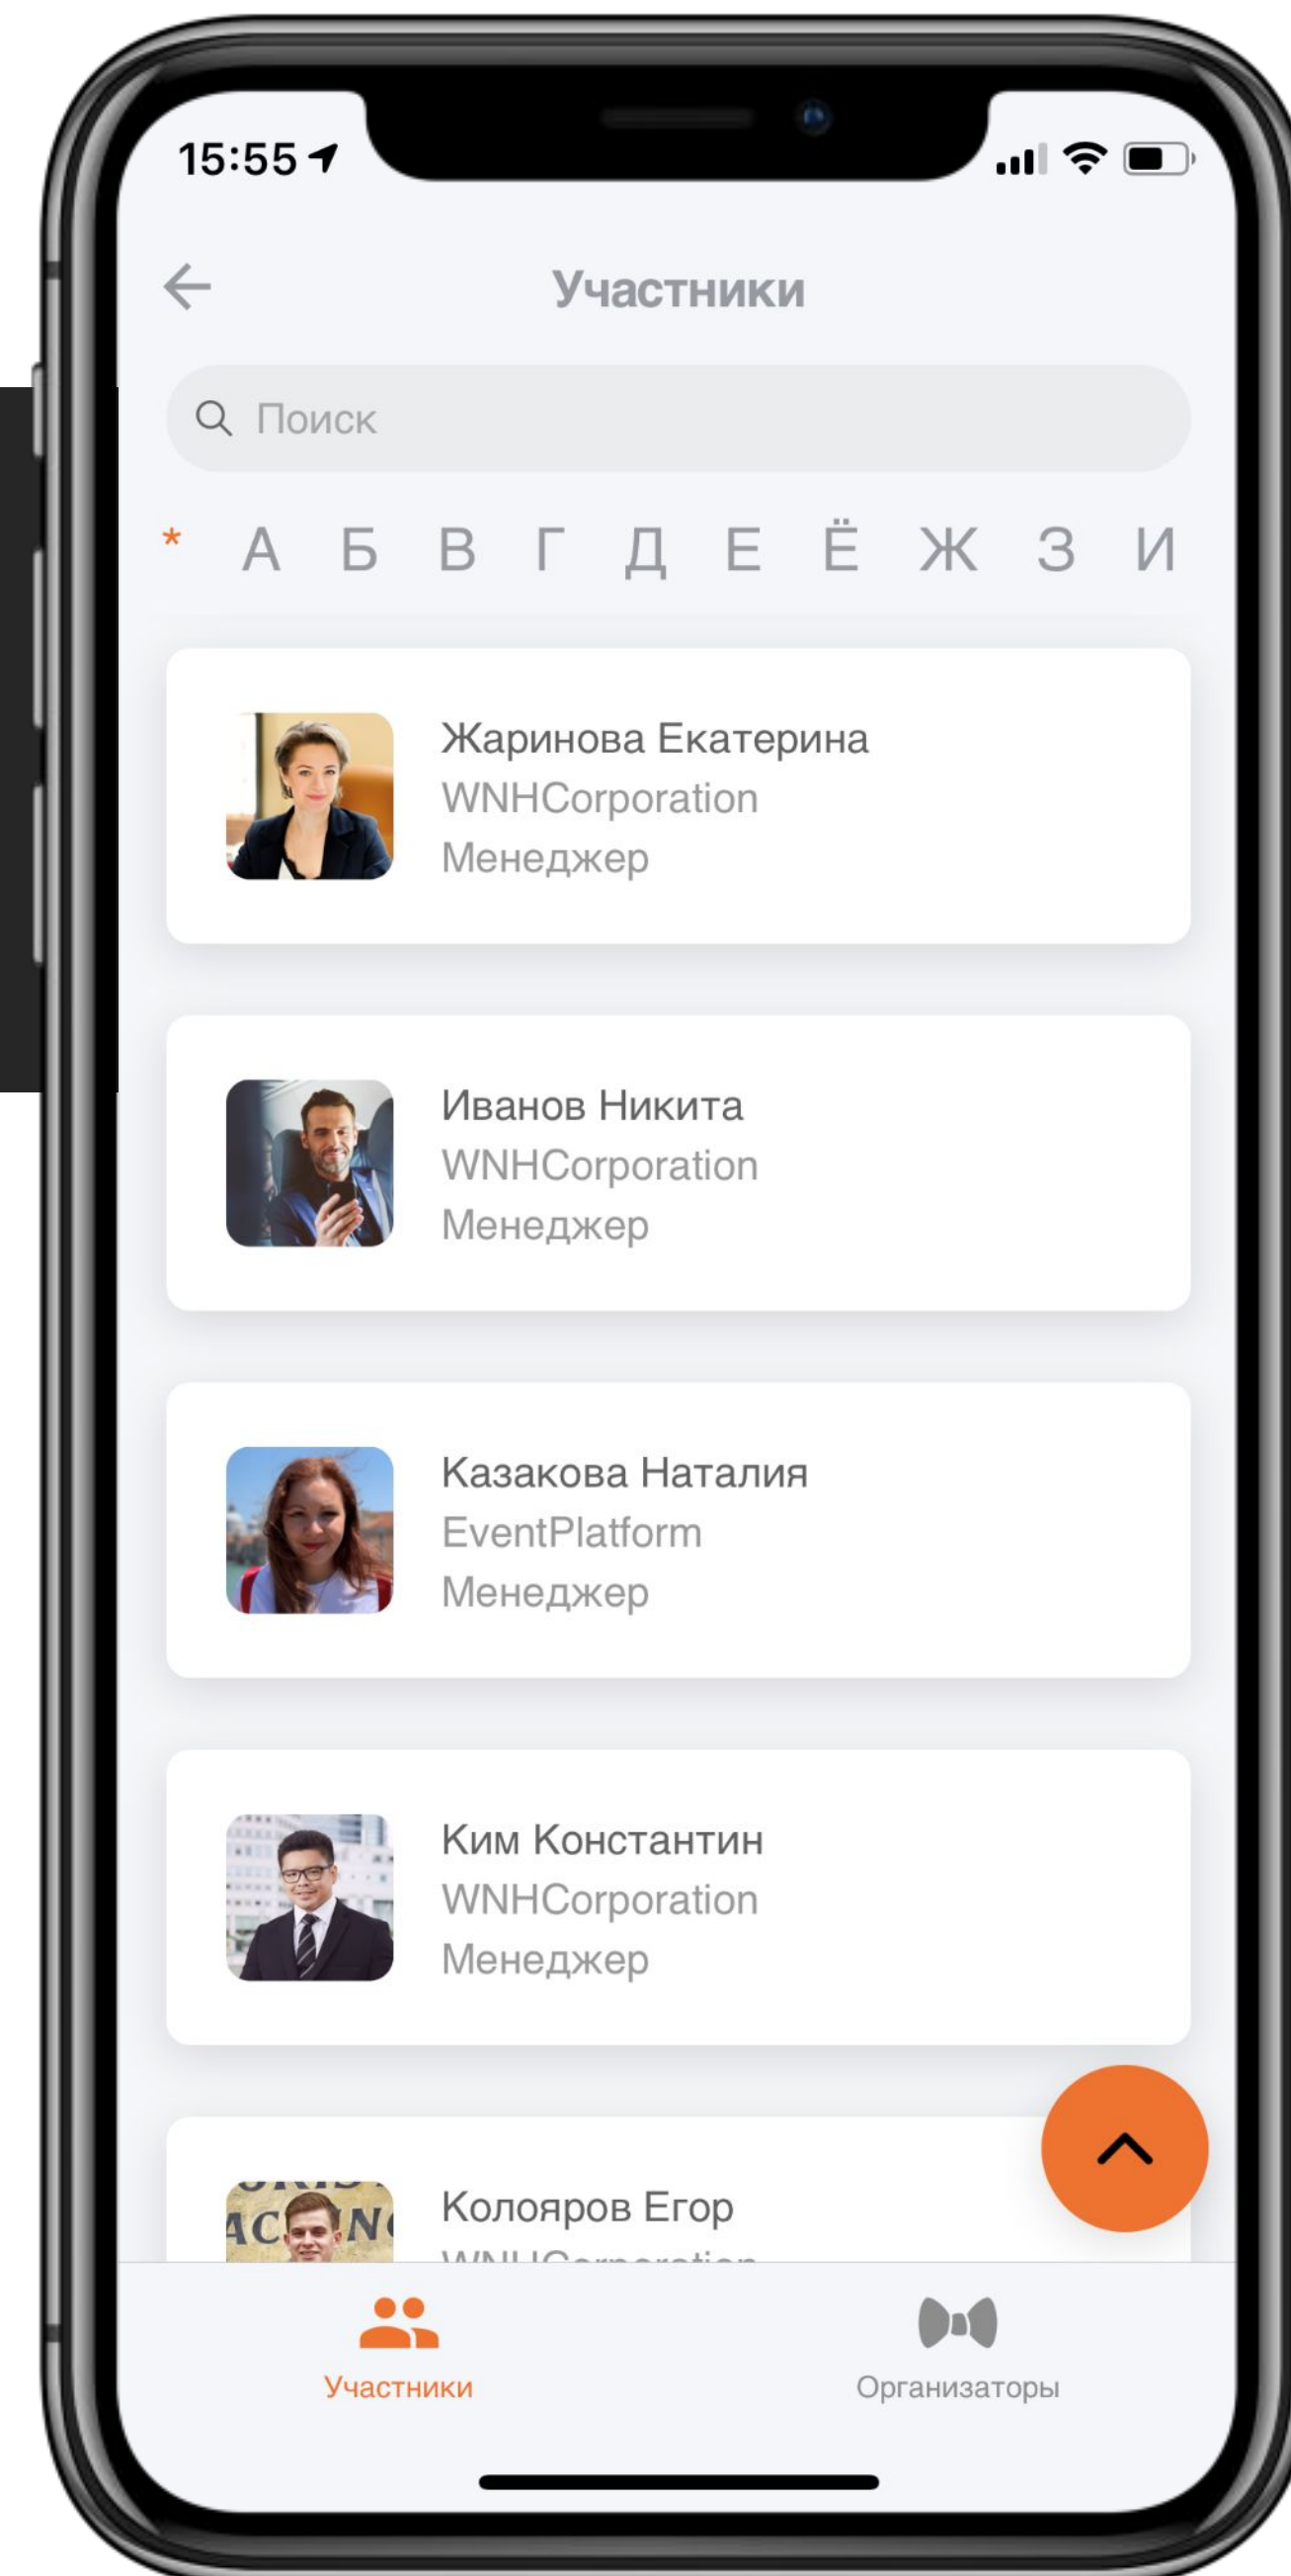 15:55
Участники
Поиск
* А Б В Г Д Е Ё Ж З И
Жаринова Екатерина
WNHCorporation
Менеджер
Иванов Никита
WNHCorporation
Менеджер
Казакова Наталия
EventPlatform
Менеджер
Ким Константин
WNHCorporation
Менеджер
Колояров Егор
WNHCorporation
Участники
Организаторы